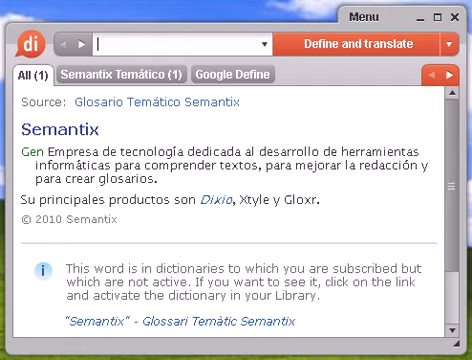 Menu
di
Define and translate
All (1)
Semantix Temático (1)
Google Define
Source: Glosario Temático Semantix
Semantix
Gen Empresa de tecnología dedicada al desarrollo de herramientas
informáticas para comprender textos, para mejorar la redacción y
para crear glosarios.
Su principales productos son Dixio, Xtyle y Gloxr.
© 2010 Semantix
i
This word is in dictionaries to which you are subscribed but
which are not active. If you want to see it, click on the link
and activate the dictionary in your Library.
"Semantix" - Glossari Temàtic Semantix